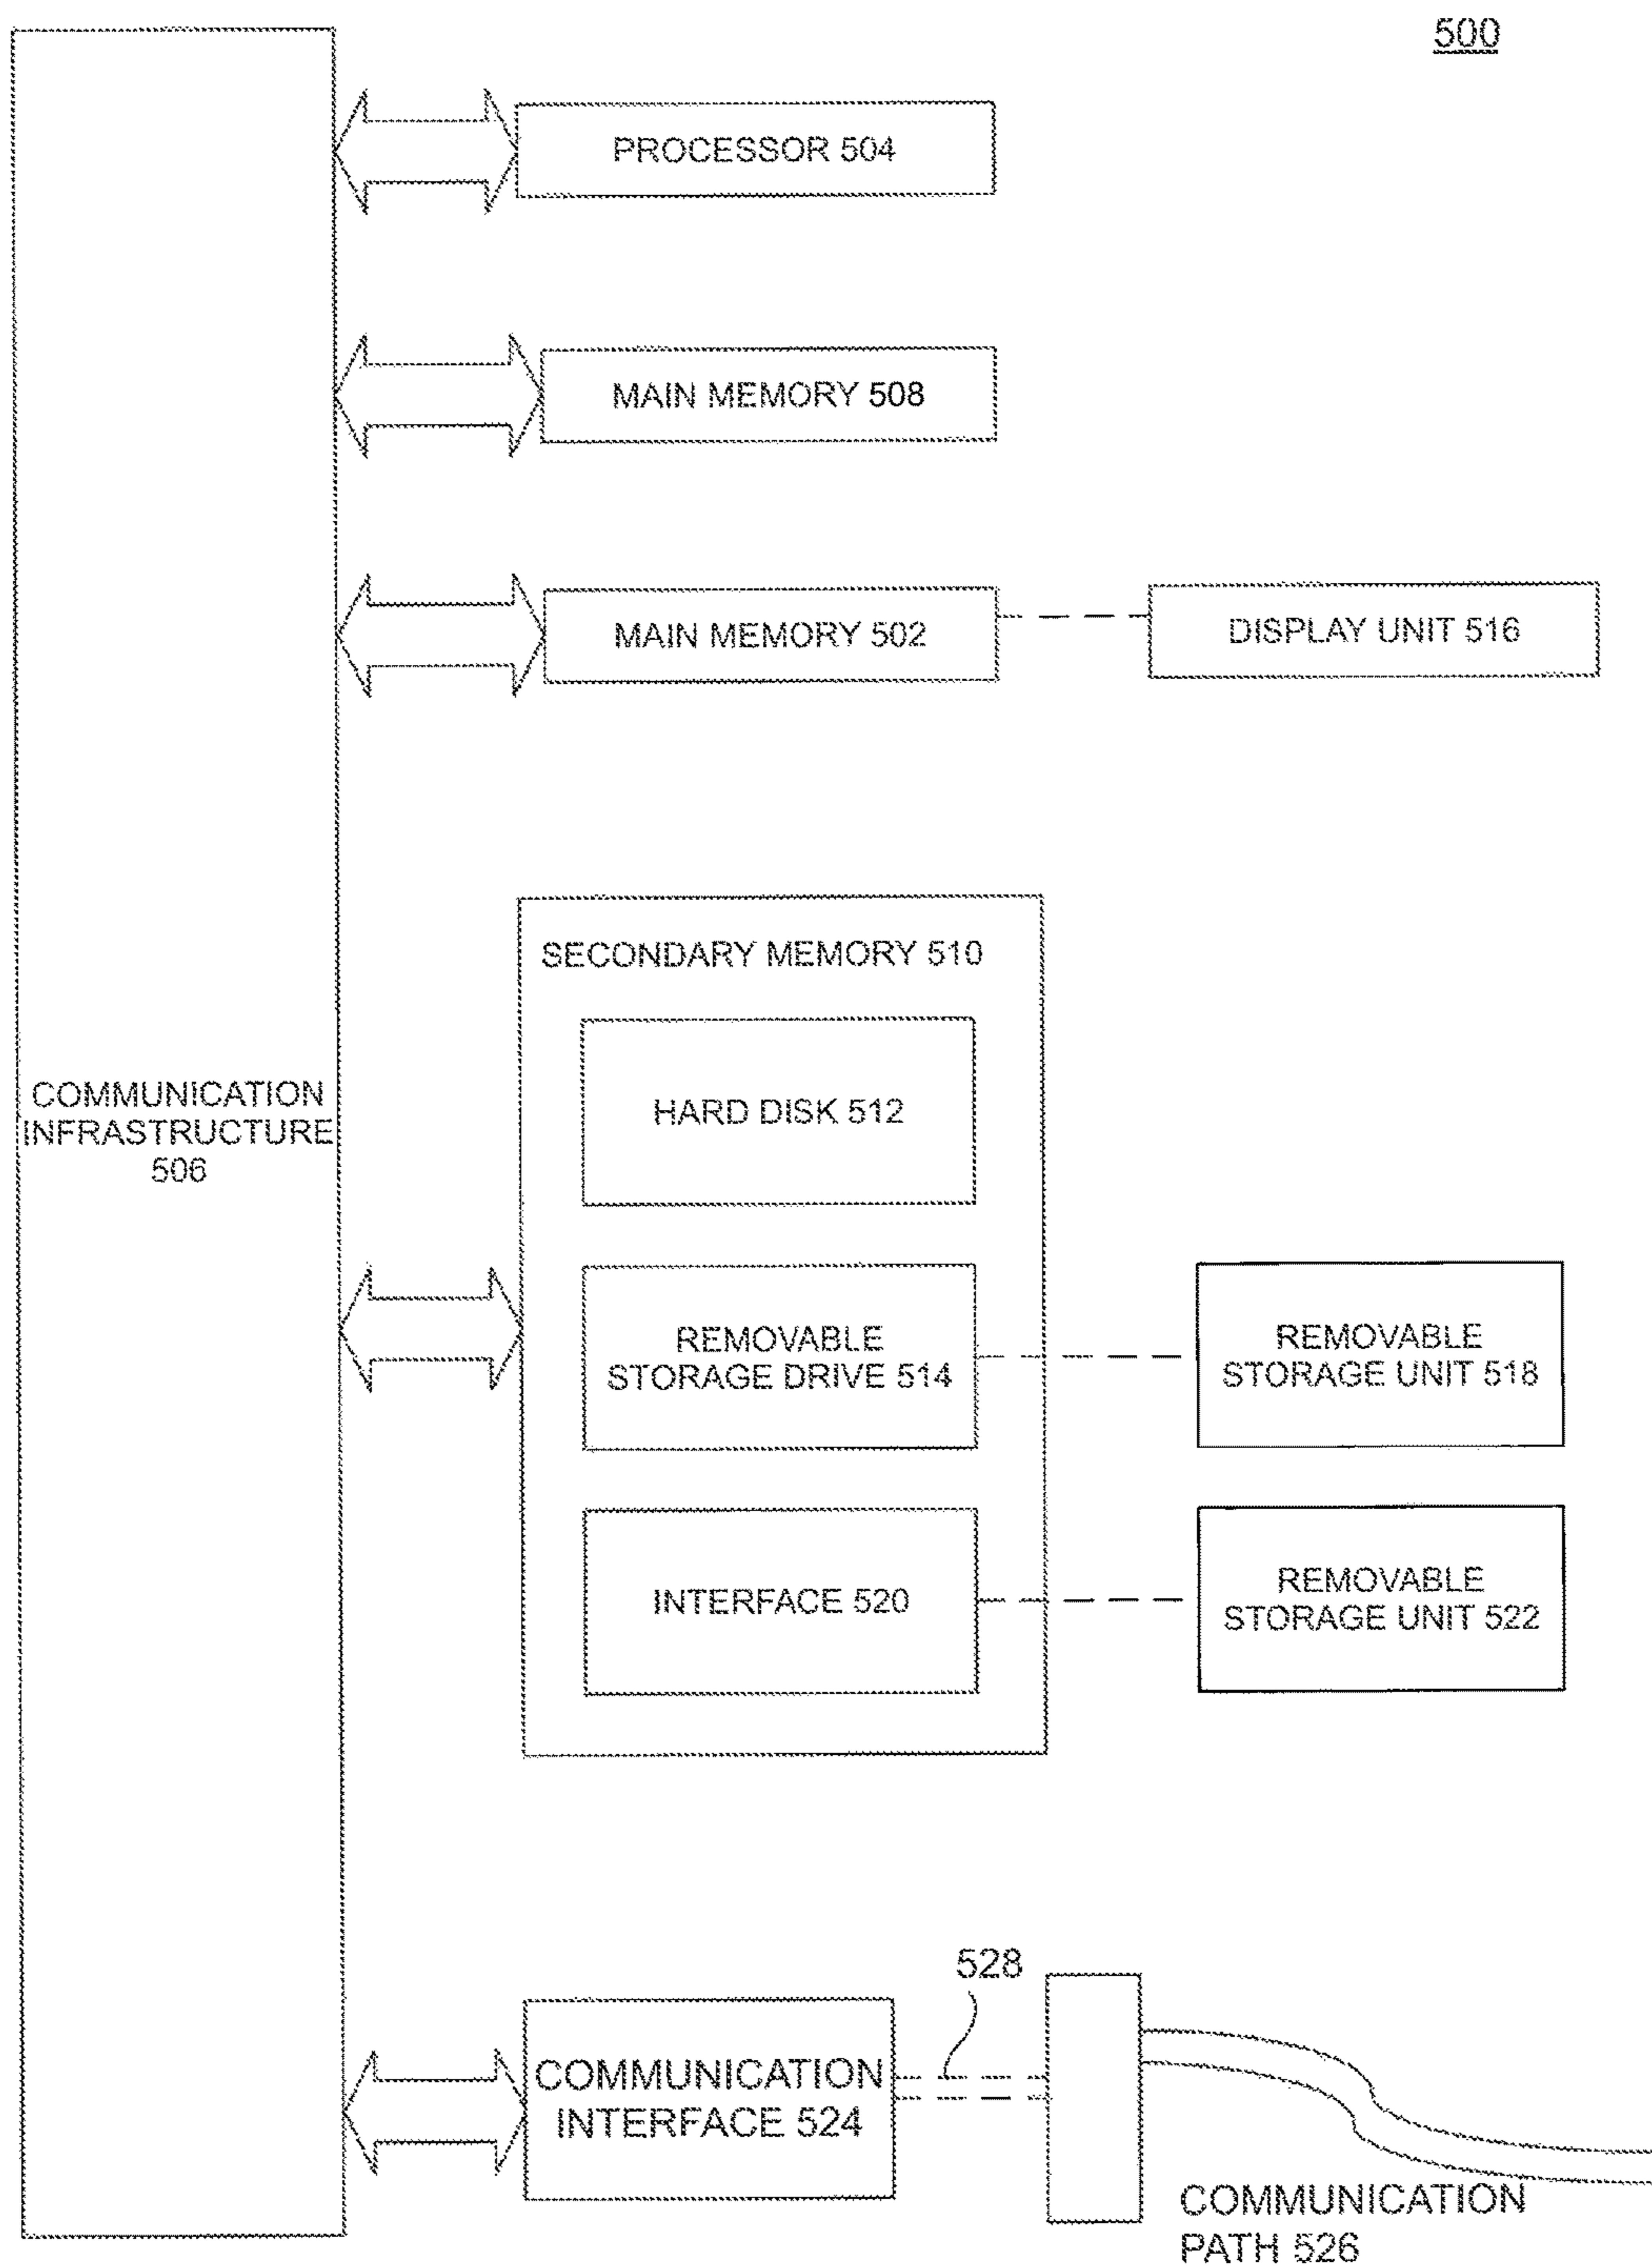 500
PROCESSOR 504
MAIN MEMORY 508
MAIN MEMORY 502
DISPLAY UNIT 516
SECONDARY MEMORY 510
HARD DISK 512
COMMUNICATION
INFRASTRUCTURE
506
REMOVABLE
STORAGE DRIVE 514
REMOVABLE
STORAGE UNIT 518
INTERFACE 520
REMOVABLE
STORAGE UNIT 522
528
COMMUNICATION
INTERFACE 524
COMMUNICATION
PATH 526